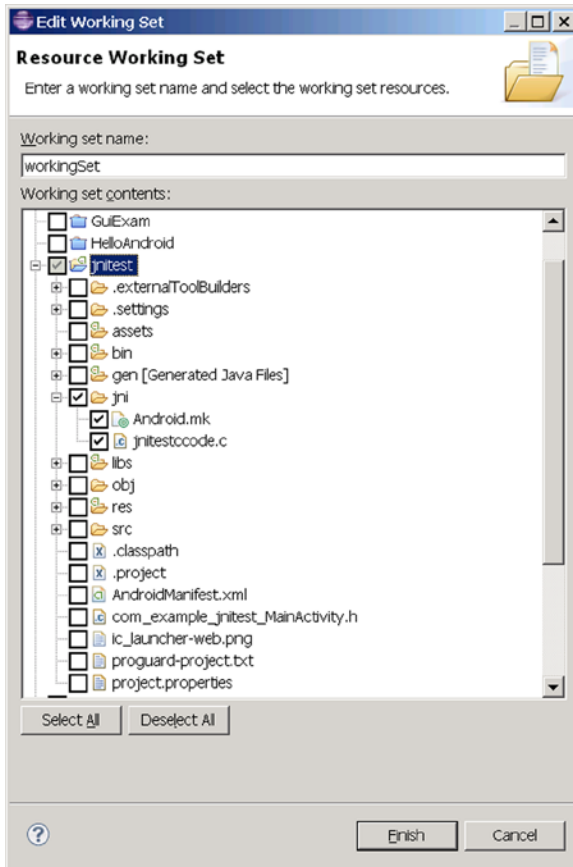 Edit Working Set
Resource Working Set
Enter a working set name and select the working set resources.
Working set name:
workingSet
Working set contents:
GuiExam
HelloAndroid
jnitest
.externalToolBuilders
.settings
assets
bin
gen [Generated Java Files]
jni
Android.mk
jnitestccode.c
libs
obj
res
src
.classpath
.project
AndroidManifest.xml
com_example_jnitest_MainActivity.h
ic_launcher-web.png
proguard-project.txt
project.properties
Select All Deselect All
Finish Cancel